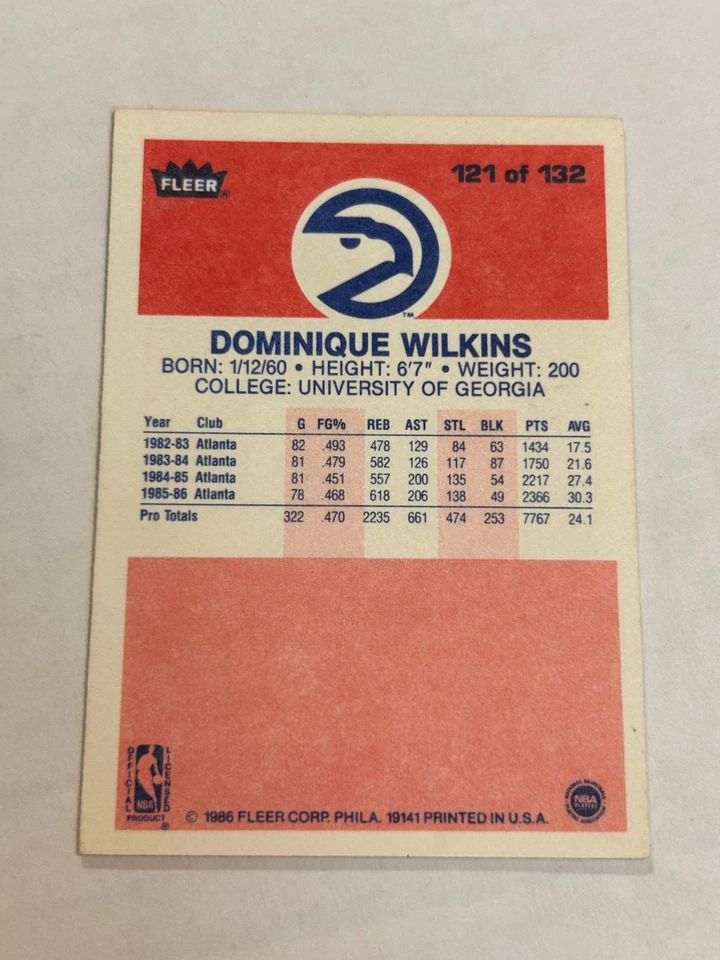 FLEER®
121 of 132
TM
DOMINIQUE WILKINS
BORN: 1/12/60 • HEIGHT: 6'7" • WEIGHT: 200
COLLEGE: UNIVERSITY OF GEORGIA
Year Club G FG% REB AST STL BLK PTS AVG
1982-83 Atlanta 82 .493 478 129 84 63 1434 17.5
1983-84 Atlanta 81 .479 582 126 117 87 1750 21.6
1984-85 Atlanta 81 .451 557 200 135 54 2217 27.4
1985-86 Atlanta 78 .468 618 206 138 49 2366 30.3
Pro Totals 322 .470 2235 661 474 253 7767 24.1
OFFICIAL
LICENSED
NBA
PRODUCT ®
© 1986 FLEER CORP. PHILA. 19141 PRINTED IN U.S.A.
NBA
PLAYERS